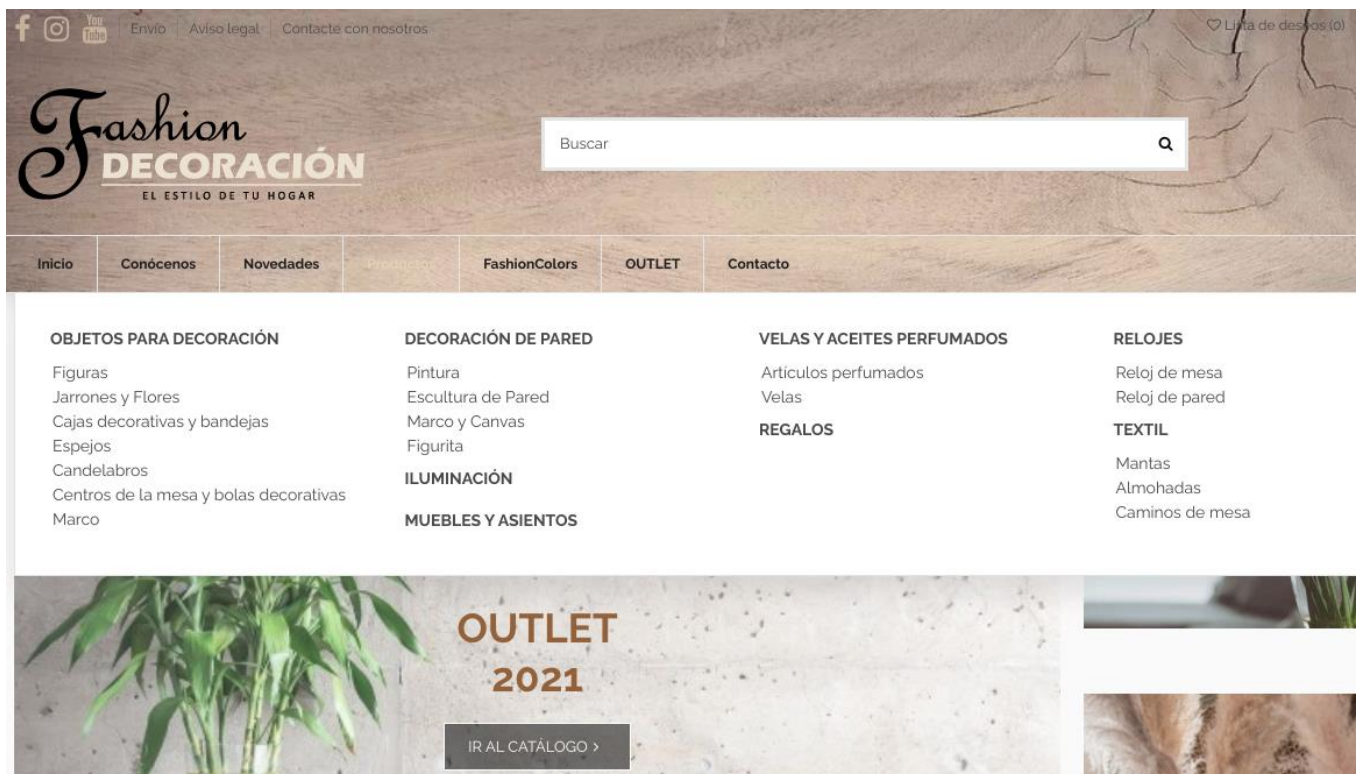 You
Tube
Envío
Aviso legal
Contacte con nosotros
Lista de deseos (0)
Fashion
DECORACIÓN
EL ESTILO DE TU HOGAR
Buscar
Inicio
Conócenos
Novedades
Productos
FashionColors
OUTLET
Contacto
OBJETOS PARA DECORACIÓN
Figuras
Jarrones y Flores
Cajas decorativas y bandejas
Espejos
Candelabros
Centros de la mesa y bolas decorativas
Marco
DECORACIÓN DE PARED
Pintura
Escultura de Pared
Marco y Canvas
Figurita
ILUMINACIÓN
MUEBLES Y ASIENTOS
VELAS Y ACEITES PERFUMADOS
Artículos perfumados
Velas
REGALOS
RELOJES
Reloj de mesa
Reloj de pared
TEXTIL
Mantas
Almohadas
Caminos de mesa
OUTLET
2021
IR AL CATÁLOGO >